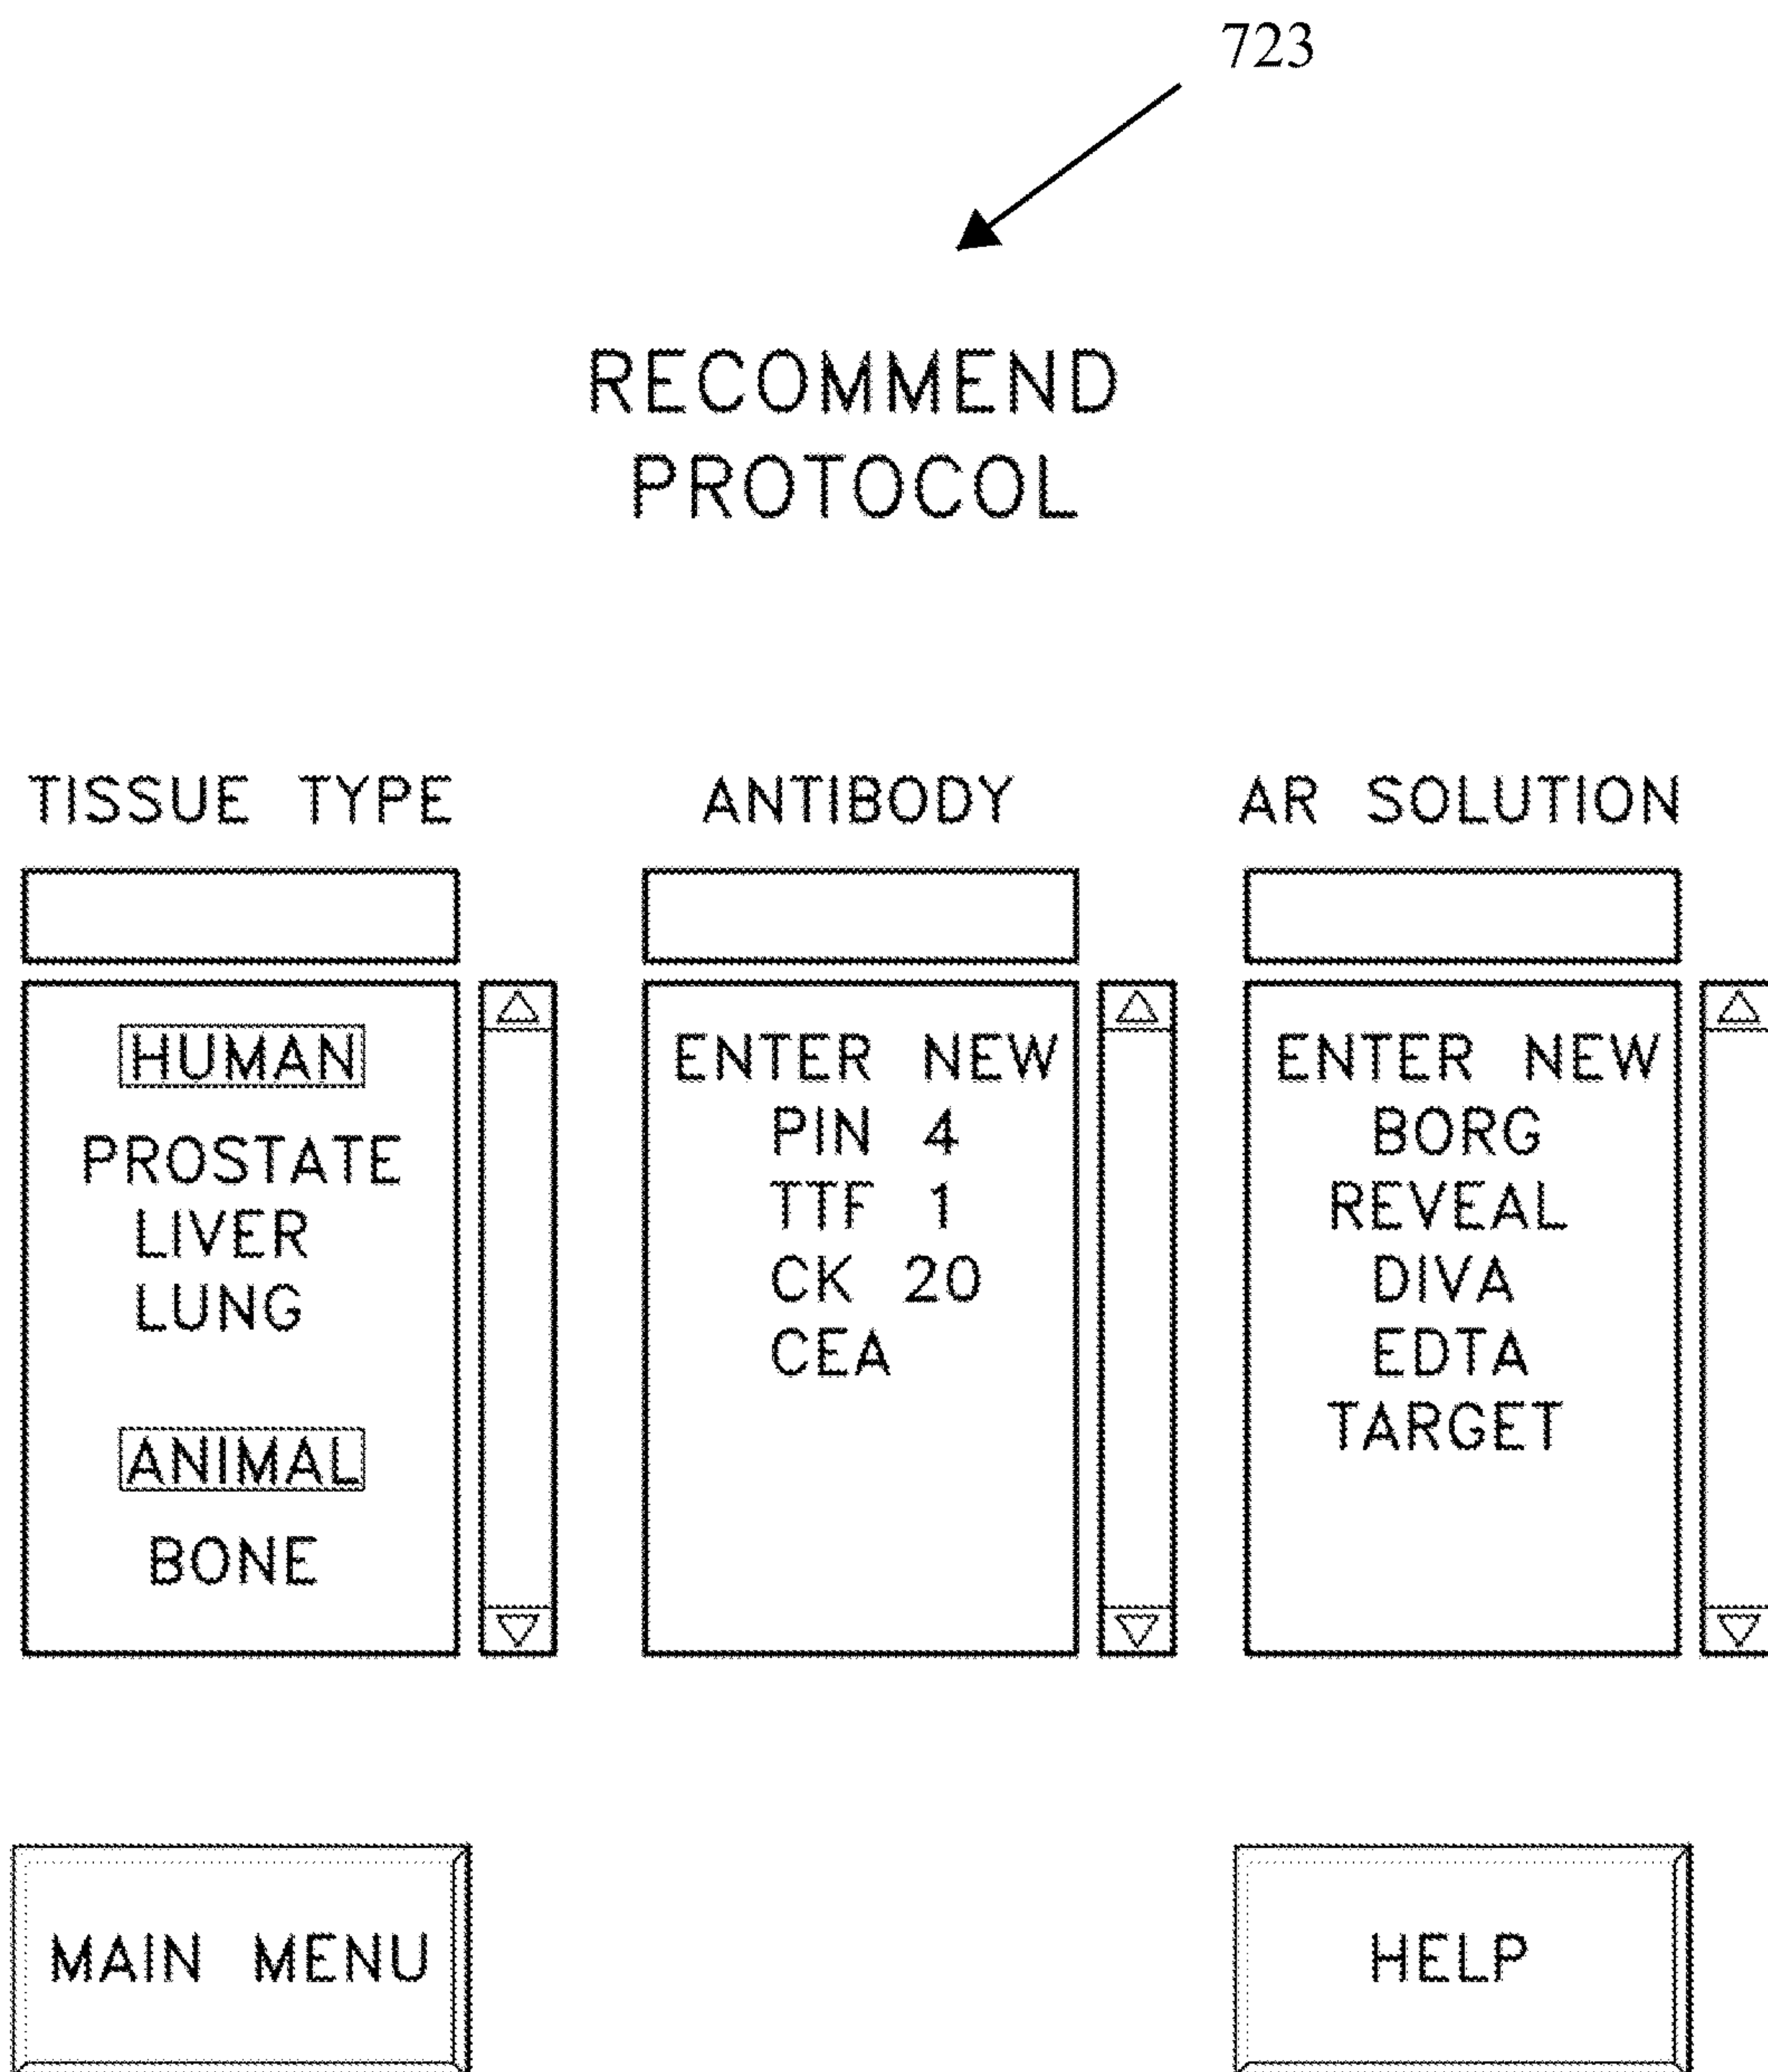 723
RECOMMEND
PROTOCOL
TISSUE TYPE
HUMAN
PROSTATE
LIVER
LUNG
ANIMAL
BONE
ANTIBODY
ENTER NEW
PIN 4
TTF 1
CK 20
CEA
AR SOLUTION
ENTER NEW
BORG
REVEAL
DIVA
EDTA
TARGET
MAIN MENU
HELP